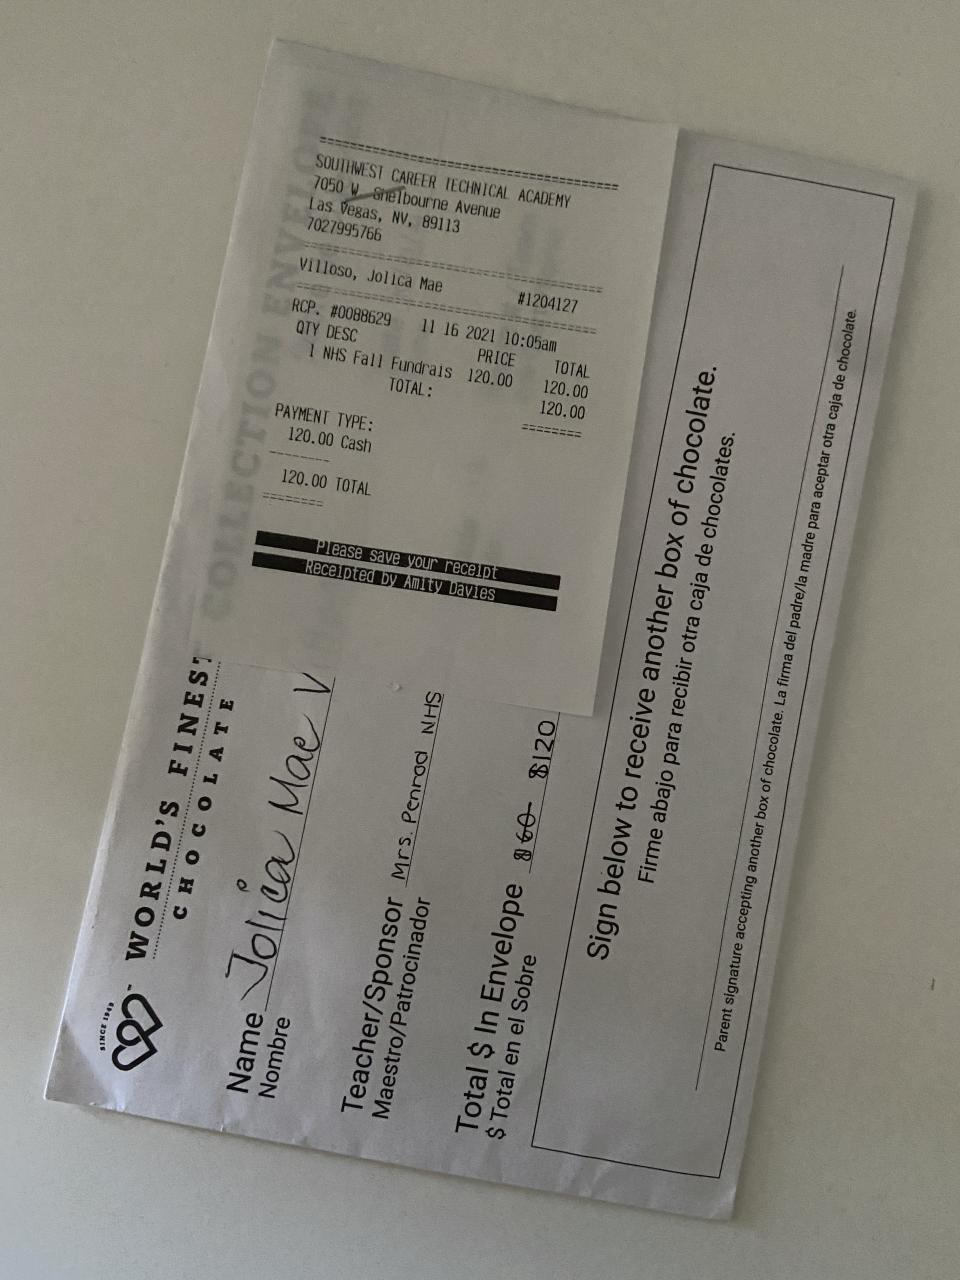 ==============================
SOUTHWEST CAREER TECHNICAL ACADEMY
7050 W Shelbourne Avenue
Las Vegas, NV, 89113
7027995766
==============================
Villoso, Jolica Mae #1204127
==============================
RCP. #0088629 11 16 2021 10:05am
QTY DESC PRICE TOTAL
1 NHS Fall Fundrais 120.00 120.00
TOTAL: 120.00
========
PAYMENT TYPE:
120.00 Cash
--------
120.00 TOTAL
========
Please save your receipt
Receipted by Amity Davies
SINCE 1949
WORLD'S FINEST
CHOCOLATE
COLLECTION ENVELOPE
Name Jolica Mae V
Nombre
Teacher/Sponsor Mrs. Penrod NHS
Maestro/Patrocinador
Total $ In Envelope $60 $120
$ Total en el Sobre
Sign below to receive another box of chocolate.
Firme abajo para recibir otra caja de chocolates.
Parent signature accepting another box of chocolate. La firma del padre/la madre para aceptar otra caja de chocolate.